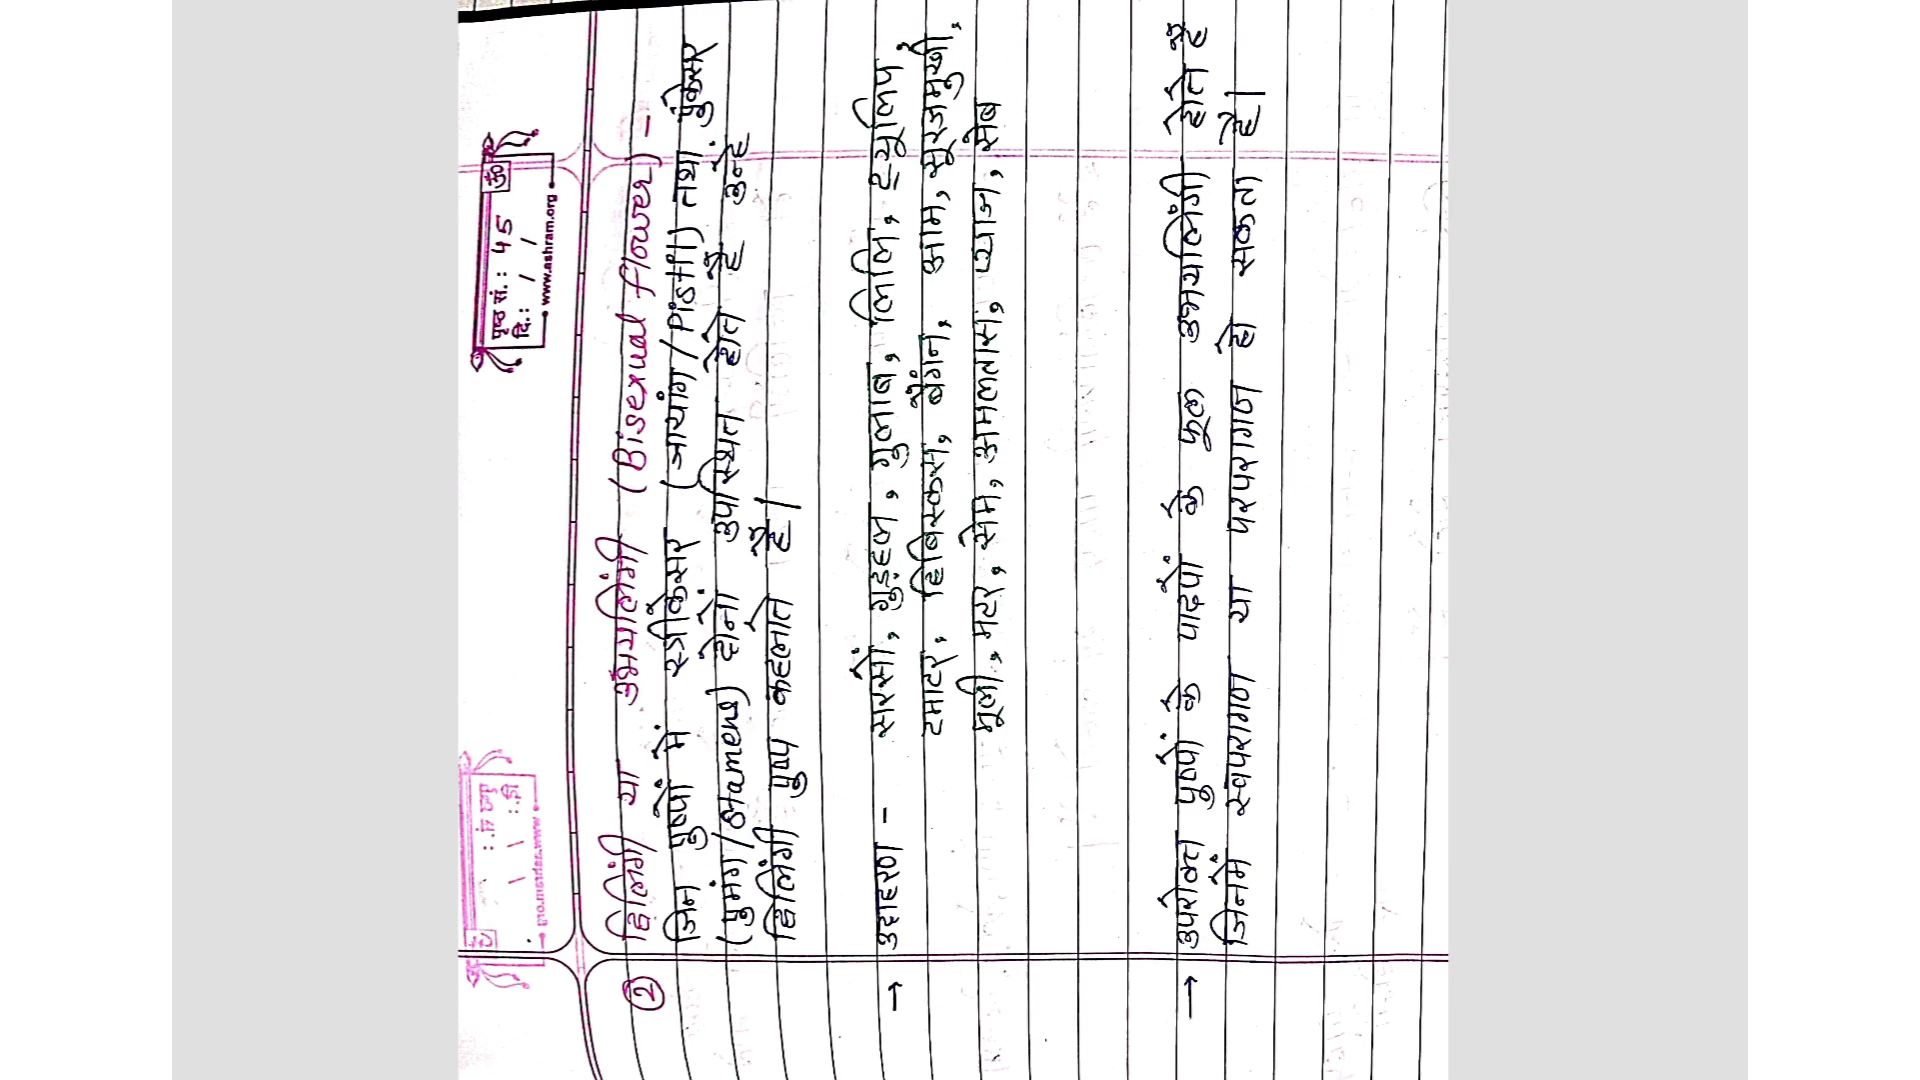 पृष्ठ सं.: 45
दि.: / /
www.ashram.org
② द्विलिंगी या उभयलिंगी (Bisexual flower) -
जिन पुष्पों में स्त्रीकेसर (जायांग/Pistil) तथा पुंकेसर
(पुमंग/stamens) दोनों उपस्थित होते हैं उन्हें
द्विलिंगी पुष्प कहलाते हैं।
→ उदाहरण - सरसों, गुड़हल, गुलाब, लिलि, ट्यूलिप,
टमाटर, हिबिस्कस, बैंगन, आम, सूरजमुखी,
मूली, मटर, सेम, अमलतास, प्याज, सेब
→ उपरोक्त पुष्पों के पादपों के फूल उभयलिंगी होते हैं
जिनमें स्वपरागण या परपरागण हो सकता है।